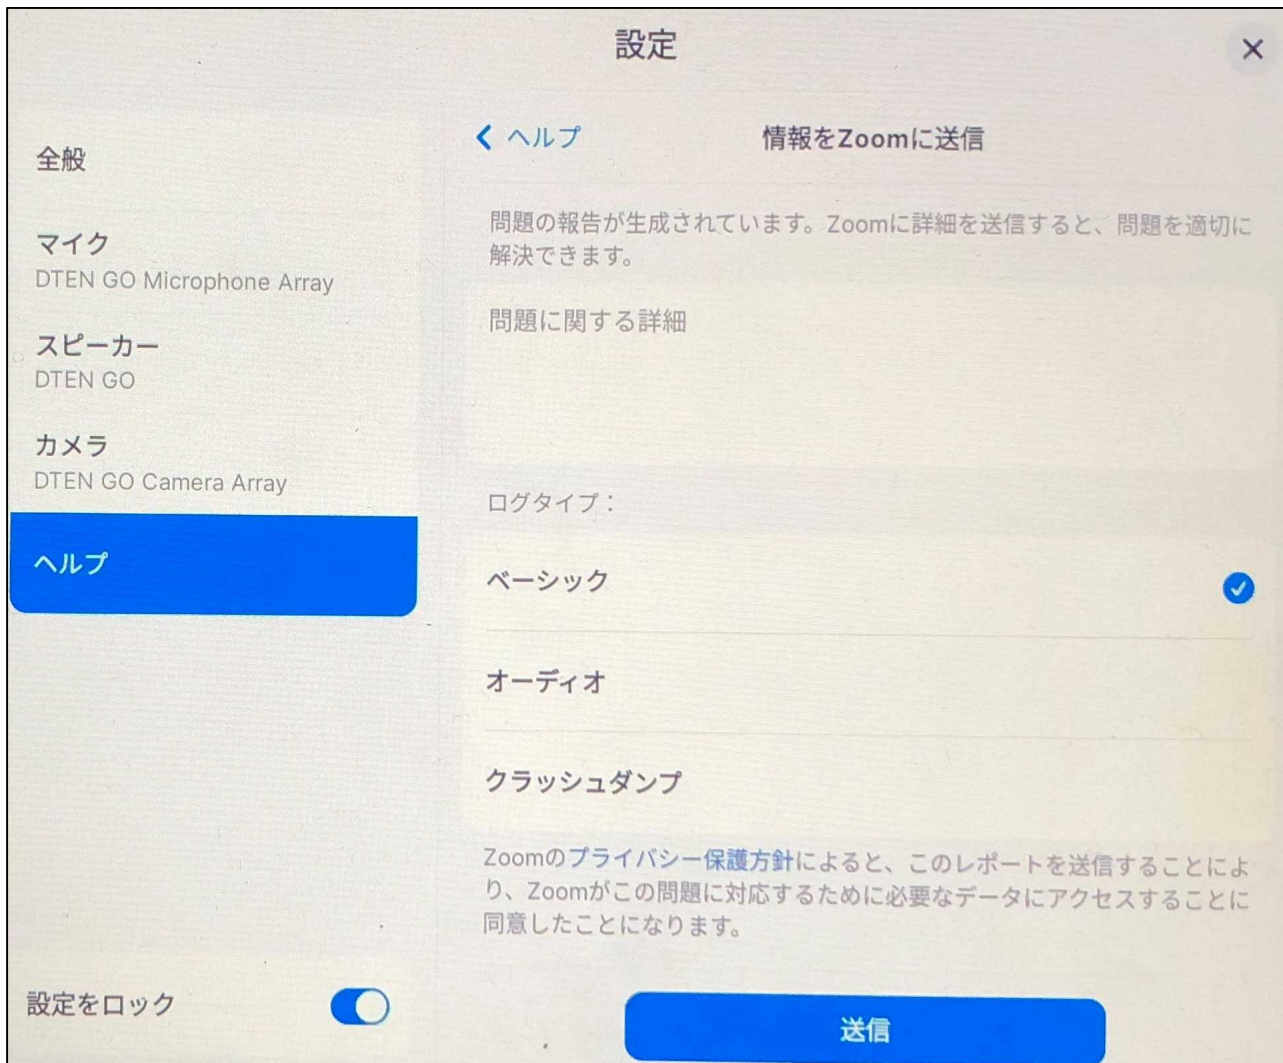 設定
全般
マイク
DTEN GO Microphone Array
スピーカー
DTEN GO
カメラ
DTEN GO Camera Array
ヘルプ
設定をロック
ヘルプ
情報をZoomに送信
問題の報告が生成されています。Zoomに詳細を送信すると、問題を適切に
解決できます。
問題に関する詳細
ログタイプ：
ベーシック
オーディオ
クラッシュダンプ
Zoomのプライバシー保護方針によると、このレポートを送信することによ
り、Zoomがこの問題に対応するために必要なデータにアクセスすることに
同意したことになります。
送信